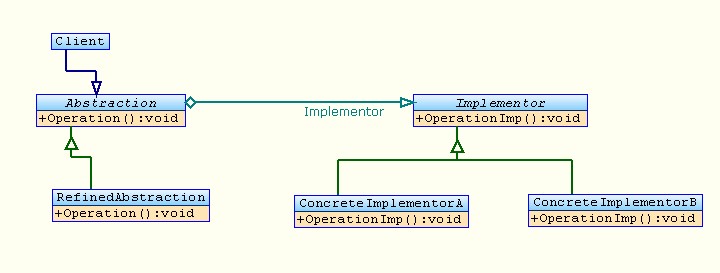 Client
Abstraction
+Operation():void
Implementor
Implementor
+OperationImp():void
RefinedAbstraction
+Operation():void
ConcreteImplementorA
+OperationImp():void
ConcreteImplementorB
+OperationImp():void